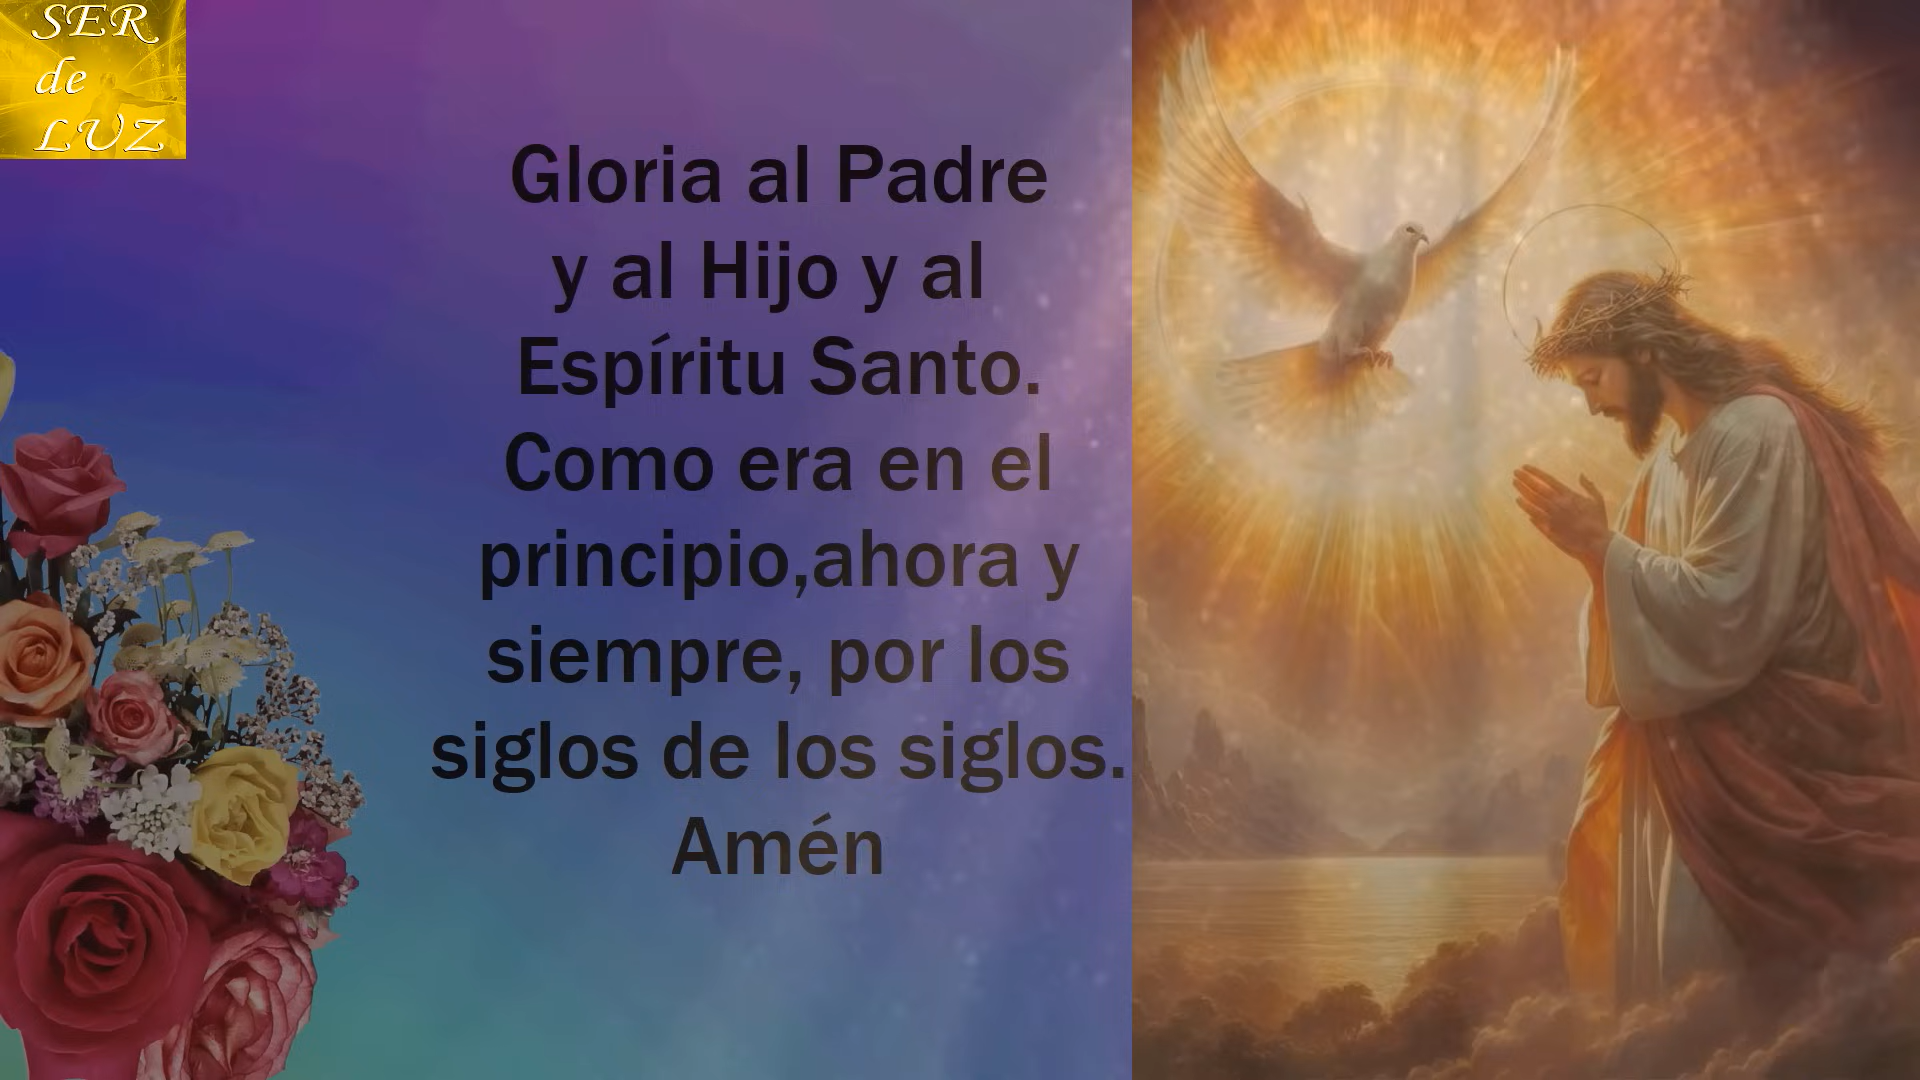 SER
de
LUZ
Gloria al Padre
y al Hijo y al
Espíritu Santo.
Como era en el
principio,ahora y
siempre, por los
siglos de los siglos.
Amén